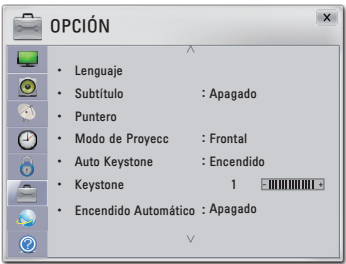 OPCIÓN
• Lenguaje
• Subtítulo : Apagado
• Puntero
• Modo de Proyecc : Frontal
• Auto Keystone : Encendido
• Keystone 1 - +
• Encendido Automático : Apagado